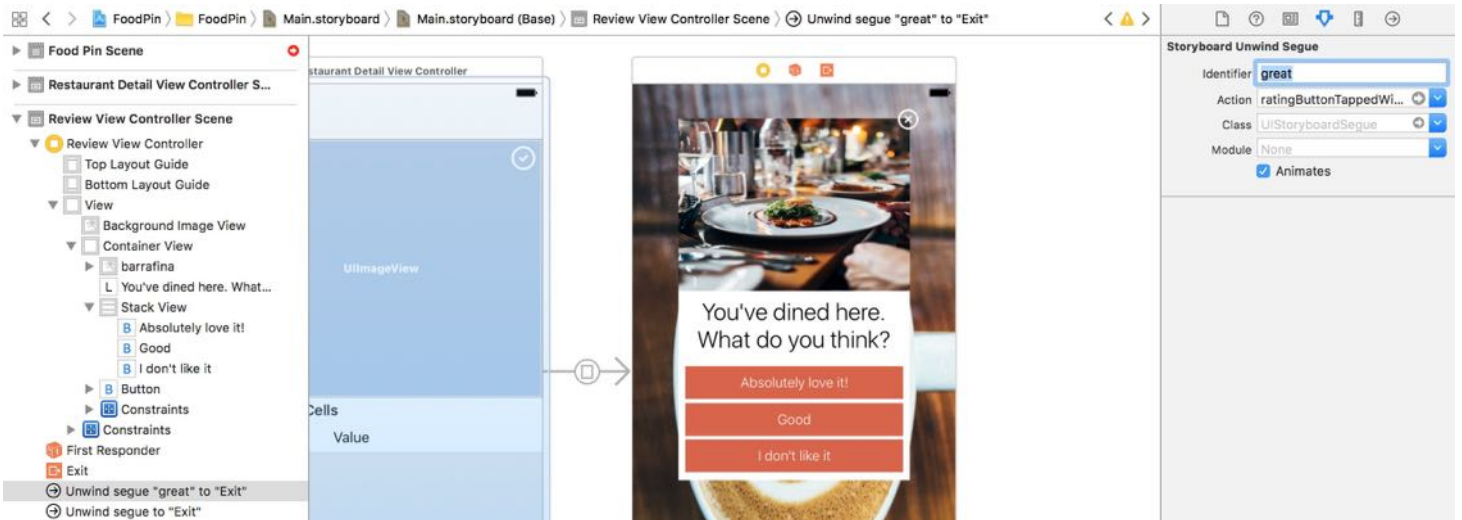 FoodPin FoodPin Main.storyboard Main.storyboard (Base) Review View Controller Scene Unwind segue "great" to "Exit"
Food Pin Scene
Restaurant Detail View Controller S...
Review View Controller Scene
Review View Controller
Top Layout Guide
Bottom Layout Guide
View
Background Image View
Container View
barrafina
L You've dined here. What...
Stack View
B Absolutely love it!
B Good
B I don't like it
B Button
Constraints
Constraints
First Responder
Exit
Unwind segue "great" to "Exit"
Unwind segue to "Exit"
staurant Detail View Controller
UIImageView
Cells
Value
You've dined here.
What do you think?
Absolutely love it!
Good
I don't like it
Storyboard Unwind Segue
Identifier great
Action ratingButtonTappedWi...
Class UIStoryboardSegue
Module None
Animates